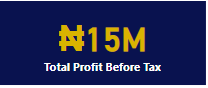 ₦15M
Total Profit Before Tax